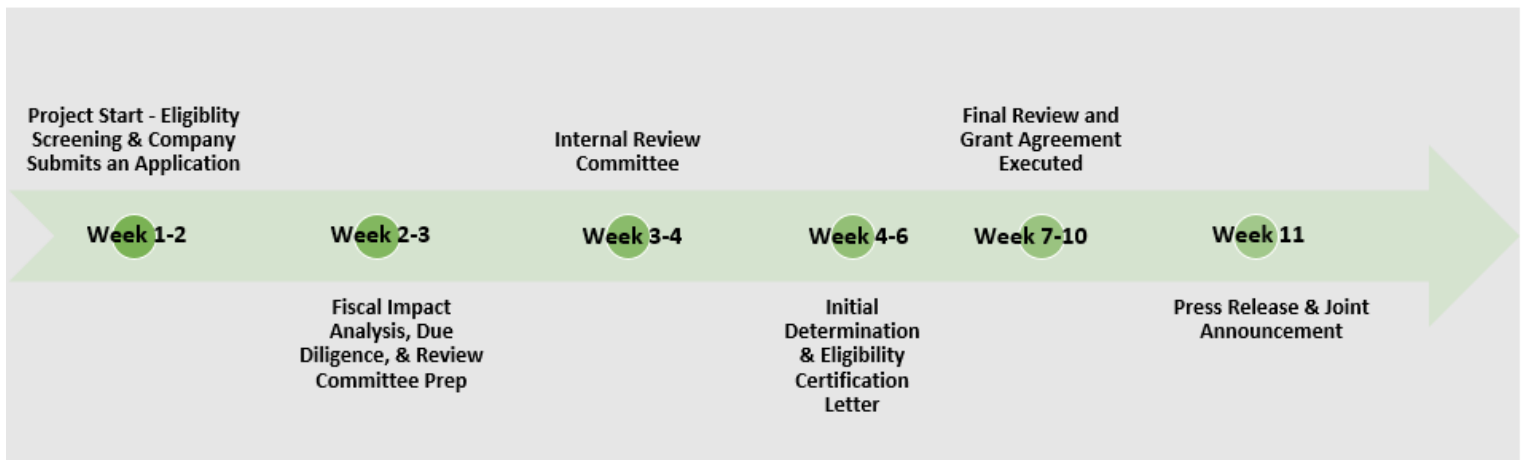 Project Start - Eligiblity
Screening & Company
Submits an Application
Week 1-2
Week 2-3
Fiscal Impact
Analysis, Due
Diligence, & Review
Committee Prep
Internal Review
Committee
Week 3-4
Week 4-6
Initial
Determination
& Eligibility
Certification
Letter
Final Review and
Grant Agreement
Executed
Week 7-10
Week 11
Press Release & Joint
Announcement